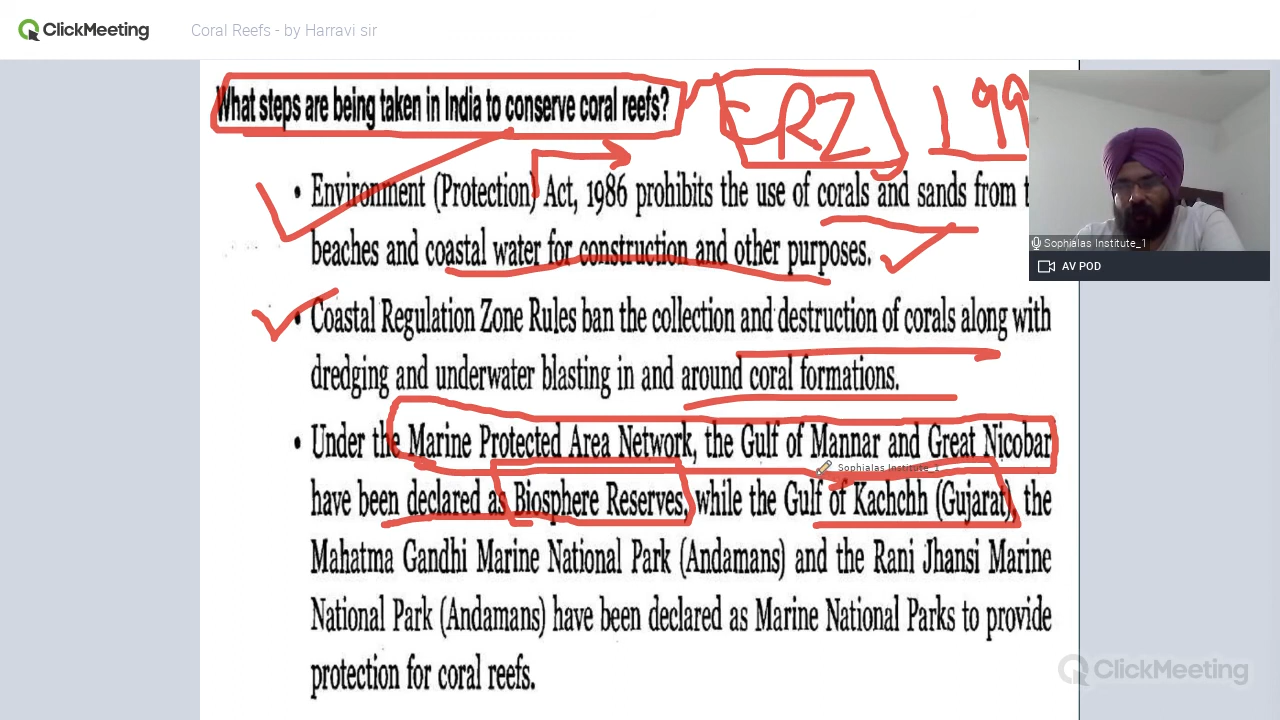 ClickMeeting
Coral Reefs - by Harravi sir
What steps are being taken in India to conserve coral reefs?
CRZ
199
• Environment (Protection) Act, 1986 prohibits the use of corals and sands from
beaches and coastal water for construction and other purposes.
Sophialas Institute_1
AV POD
• Coastal Regulation Zone Rules ban the collection and destruction of corals along with
dredging and underwater blasting in and around coral formations.
• Under the Marine Protected Area Network, the Gulf of Mannar and Great Nicobar
Sophialas Institute_1
have been declared as Biosphere Reserves, while the Gulf of Kachchh (Gujarat), the
Mahatma Gandhi Marine National Park (Andamans) and the Rani Jhansi Marine
National Park (Andamans) have been declared as Marine National Parks to provide
protection for coral reefs.
ClickMeeting